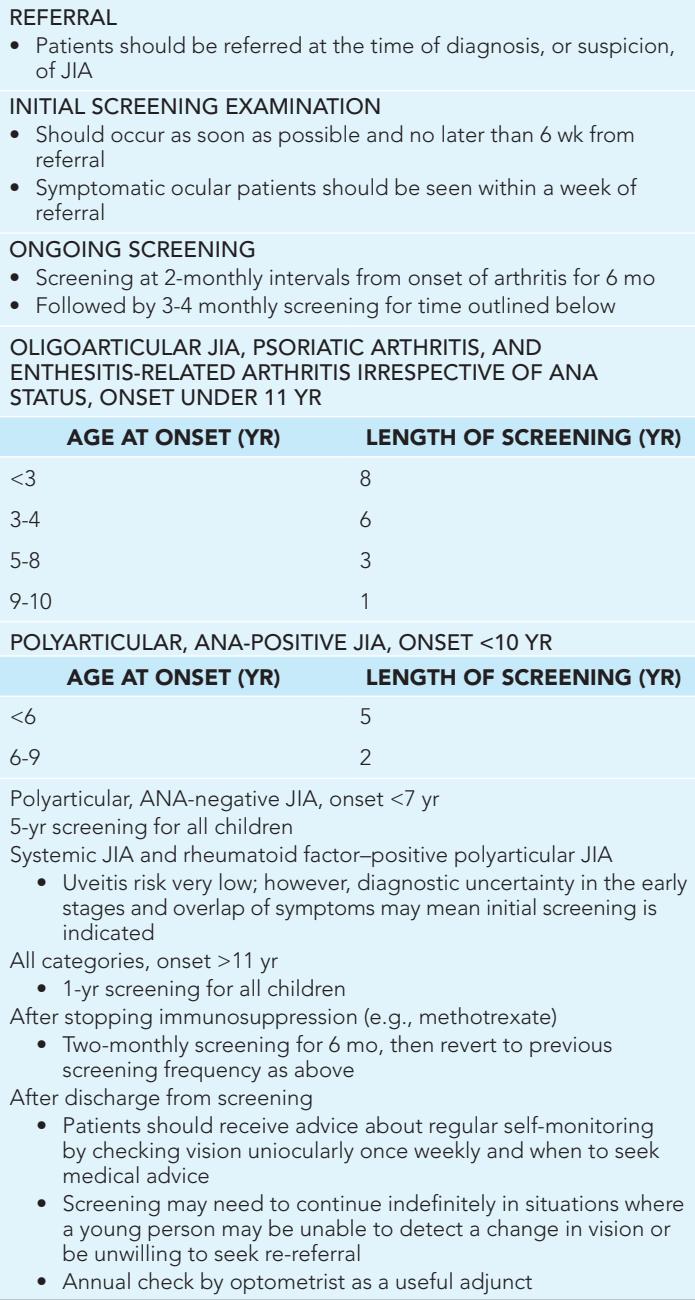 REFERRAL
• Patients should be referred at the time of diagnosis, or suspicion,
of JIA
INITIAL SCREENING EXAMINATION
• Should occur as soon as possible and no later than 6 wk from
referral
• Symptomatic ocular patients should be seen within a week of
referral
ONGOING SCREENING
• Screening at 2-monthly intervals from onset of arthritis for 6 mo
• Followed by 3-4 monthly screening for time outlined below
OLIGOARTICULAR JIA, PSORIATIC ARTHRITIS, AND
ENTHESITIS-RELATED ARTHRITIS IRRESPECTIVE OF ANA
STATUS, ONSET UNDER 11 YR
AGE AT ONSET (YR) LENGTH OF SCREENING (YR)
<3 8
3-4 6
5-8 3
9-10 1
POLYARTICULAR, ANA-POSITIVE JIA, ONSET <10 YR
AGE AT ONSET (YR) LENGTH OF SCREENING (YR)
<6 5
6-9 2
Polyarticular, ANA-negative JIA, onset <7 yr
5-yr screening for all children
Systemic JIA and rheumatoid factor–positive polyarticular JIA
• Uveitis risk very low; however, diagnostic uncertainty in the early
stages and overlap of symptoms may mean initial screening is
indicated
All categories, onset >11 yr
• 1-yr screening for all children
After stopping immunosuppression (e.g., methotrexate)
• Two-monthly screening for 6 mo, then revert to previous
screening frequency as above
After discharge from screening
• Patients should receive advice about regular self-monitoring
by checking vision uniocularly once weekly and when to seek
medical advice
• Screening may need to continue indefinitely in situations where
a young person may be unable to detect a change in vision or
be unwilling to seek re-referral
• Annual check by optometrist as a useful adjunct